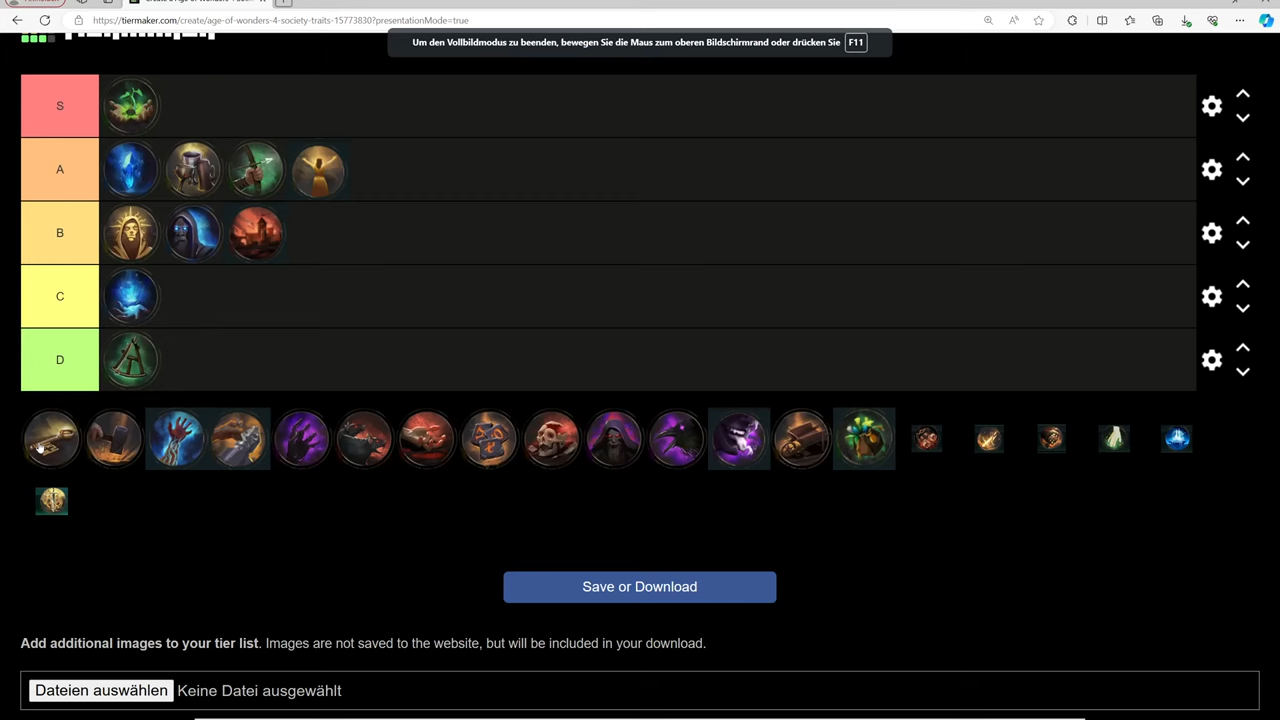 https://tiermaker.com/create/age-of-wonders-4-society-traits-15773830?presentationMode=true
Um den Vollbildmodus zu beenden, bewegen Sie die Maus zum oberen Bildschirmrand oder drücken Sie F11
S
A
B
C
D
Save or Download
Add additional images to your tier list. Images are not saved to the website, but will be included in your download.
Dateien auswählen Keine Datei ausgewählt